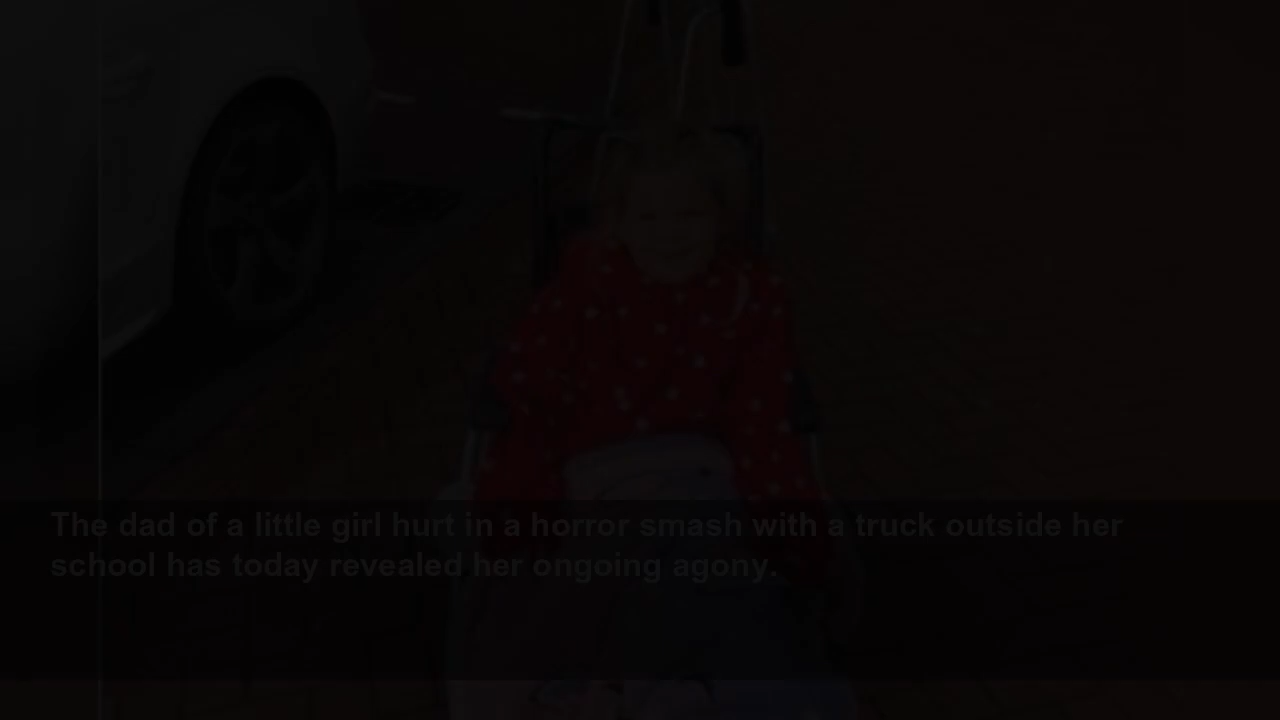 The dad of a little girl hurt in a horror smash with a truck outside her
school has today revealed her ongoing agony.